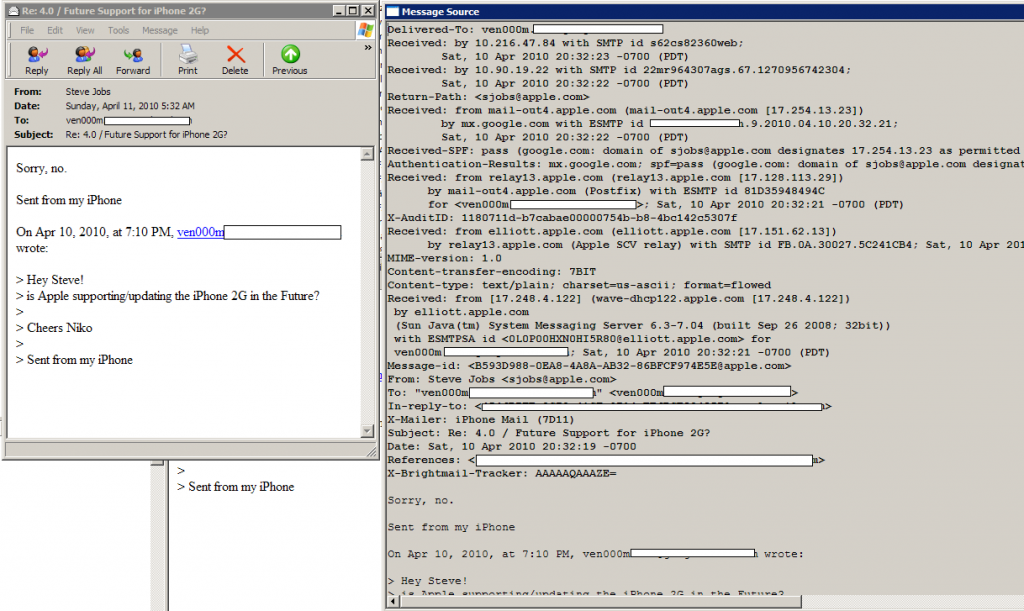 Re: 4.0 / Future Support for iPhone 2G?
File Edit View Tools Message Help
Reply Reply All Forward Print Delete Previous »
From: Steve Jobs
Date: Sunday, April 11, 2010 5:32 AM
To: ven000m
Subject: Re: 4.0 / Future Support for iPhone 2G?
Sorry, no.
Sent from my iPhone
On Apr 10, 2010, at 7:10 PM, ven000m
wrote:
> Hey Steve!
> is Apple supporting/updating the iPhone 2G in the Future?
>
> Cheers Niko
>
> Sent from my iPhone
>
> Sent from my iPhone
Message Source
Delivered-To: ven000m.
Received: by 10.216.47.84 with SMTP id s62cs82360web;
Sat, 10 Apr 2010 20:32:23 -0700 (PDT)
Received: by 10.90.19.22 with SMTP id 22mr964307ags.67.1270956742304;
Sat, 10 Apr 2010 20:32:22 -0700 (PDT)
Return-Path: <sjobs@apple.com>
Received: from mail-out4.apple.com (mail-out4.apple.com [17.254.13.23])
by mx.google.com with ESMTP id .9.2010.04.10.20.32.21;
Sat, 10 Apr 2010 20:32:22 -0700 (PDT)
Received-SPF: pass (google.com: domain of sjobs@apple.com designates 17.254.13.23 as permitted
Authentication-Results: mx.google.com; spf=pass (google.com: domain of sjobs@apple.com designat
Received: from relay13.apple.com (relay13.apple.com [17.128.113.29])
by mail-out4.apple.com (Postfix) with ESMTP id 81D35948494C
for <ven000m >; Sat, 10 Apr 2010 20:32:21 -0700 (PDT)
X-AuditID: 1180711d-b7cabae00000754b-b8-4bc142c5307f
Received: from elliott.apple.com (elliott.apple.com [17.151.62.13])
by relay13.apple.com (Apple SCV relay) with SMTP id FB.0A.30027.5C241CB4; Sat, 10 Apr 201
MIME-version: 1.0
Content-transfer-encoding: 7BIT
Content-type: text/plain; charset=us-ascii; format=flowed
Received: from [17.248.4.122] (wave-dhcp122.apple.com [17.248.4.122])
by elliott.apple.com
(Sun Java(tm) System Messaging Server 6.3-7.04 (built Sep 26 2008; 32bit))
with ESMTPSA id <0L0P00HXN0HI5R80@elliott.apple.com> for
ven000m ; Sat, 10 Apr 2010 20:32:21 -0700 (PDT)
Message-id: <B593D988-0EA8-4A8A-AB32-86BFCF974E5E@apple.com>
From: Steve Jobs <sjobs@apple.com>
To: "ven000m " <ven000m >
In-reply-to: < >
X-Mailer: iPhone Mail (7D11)
Subject: Re: 4.0 / Future Support for iPhone 2G?
Date: Sat, 10 Apr 2010 20:32:19 -0700
References: < >
X-Brightmail-Tracker: AAAAAQAAAZE=
Sorry, no.
Sent from my iPhone
On Apr 10, 2010, at 7:10 PM, ven000m wrote:
> Hey Steve!
> is Apple supporting/updating the iPhone 2G in the Future?